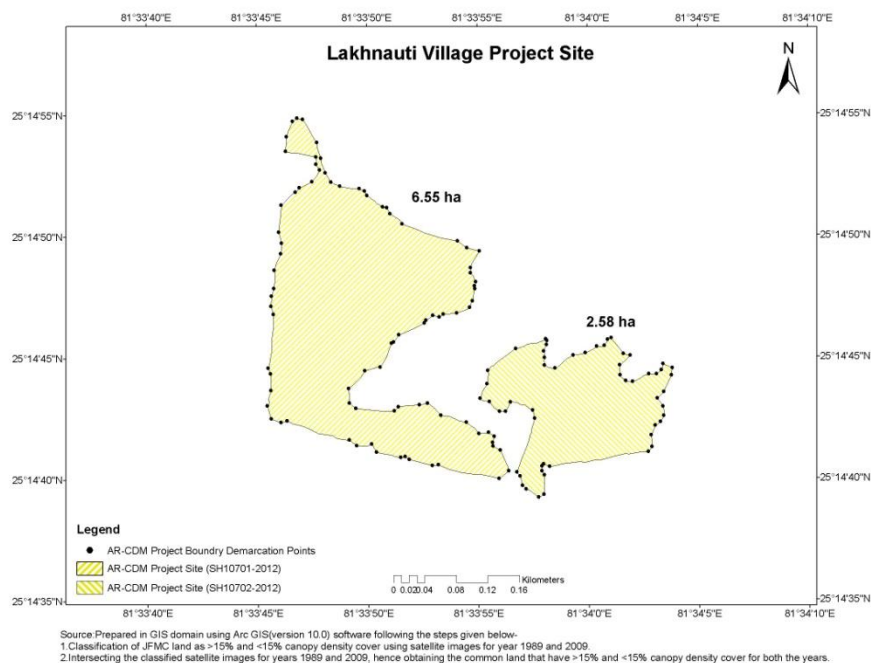 81°33'40"E 81°33'45"E 81°33'50"E 81°33'55"E 81°34'0"E 81°34'5"E 81°34'10"E
Lakhnauti Village Project Site
N
25°14'55"N 25°14'55"N
6.55 ha
25°14'50"N 25°14'50"N
2.58 ha
25°14'45"N 25°14'45"N
25°14'40"N 25°14'40"N
Legend
AR-CDM Project Boundry Demarcation Points
AR-CDM Project Site (SH10701-2012)
AR-CDM Project Site (SH10702-2012)
Kilometers
0 0.02 0.04 0.08 0.12 0.16
25°14'35"N 25°14'35"N
81°33'40"E 81°33'45"E 81°33'50"E 81°33'55"E 81°34'0"E 81°34'5"E 81°34'10"E
Source:Prepared in GIS domain using Arc GIS(version 10.0) software following the steps given below-
1.Classification of JFMC land as >15% and <15% canopy density cover using satellite images for year 1989 and 2009.
2.Intersecting the classified satellite images for years 1989 and 2009, hence obtaining the common land that have >15% and <15% canopy density cover for both the years.